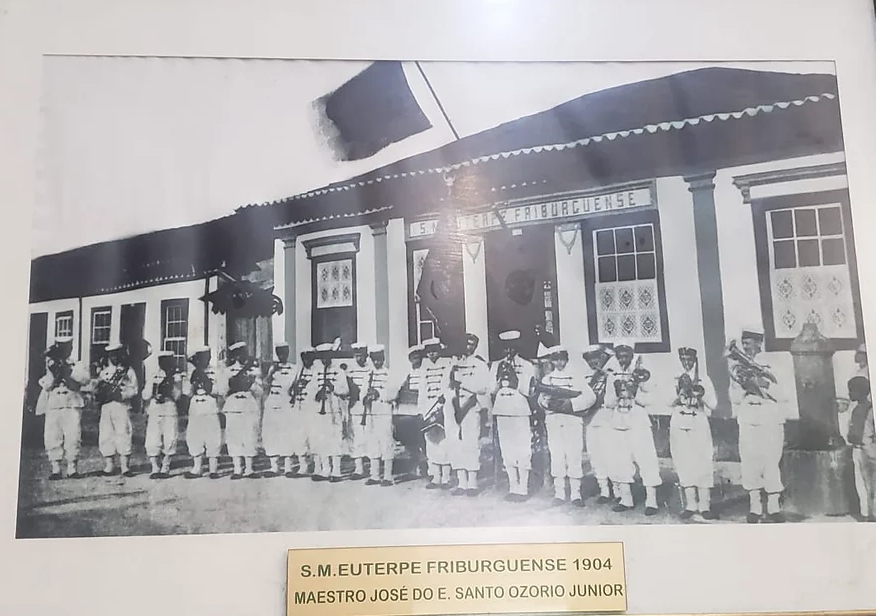 S.M. EUTERPE FRIBURGUENSE
S.M.EUTERPE FRIBURGUENSE 1904
MAESTRO JOSÉ DO E. SANTO OZORIO JUNIOR